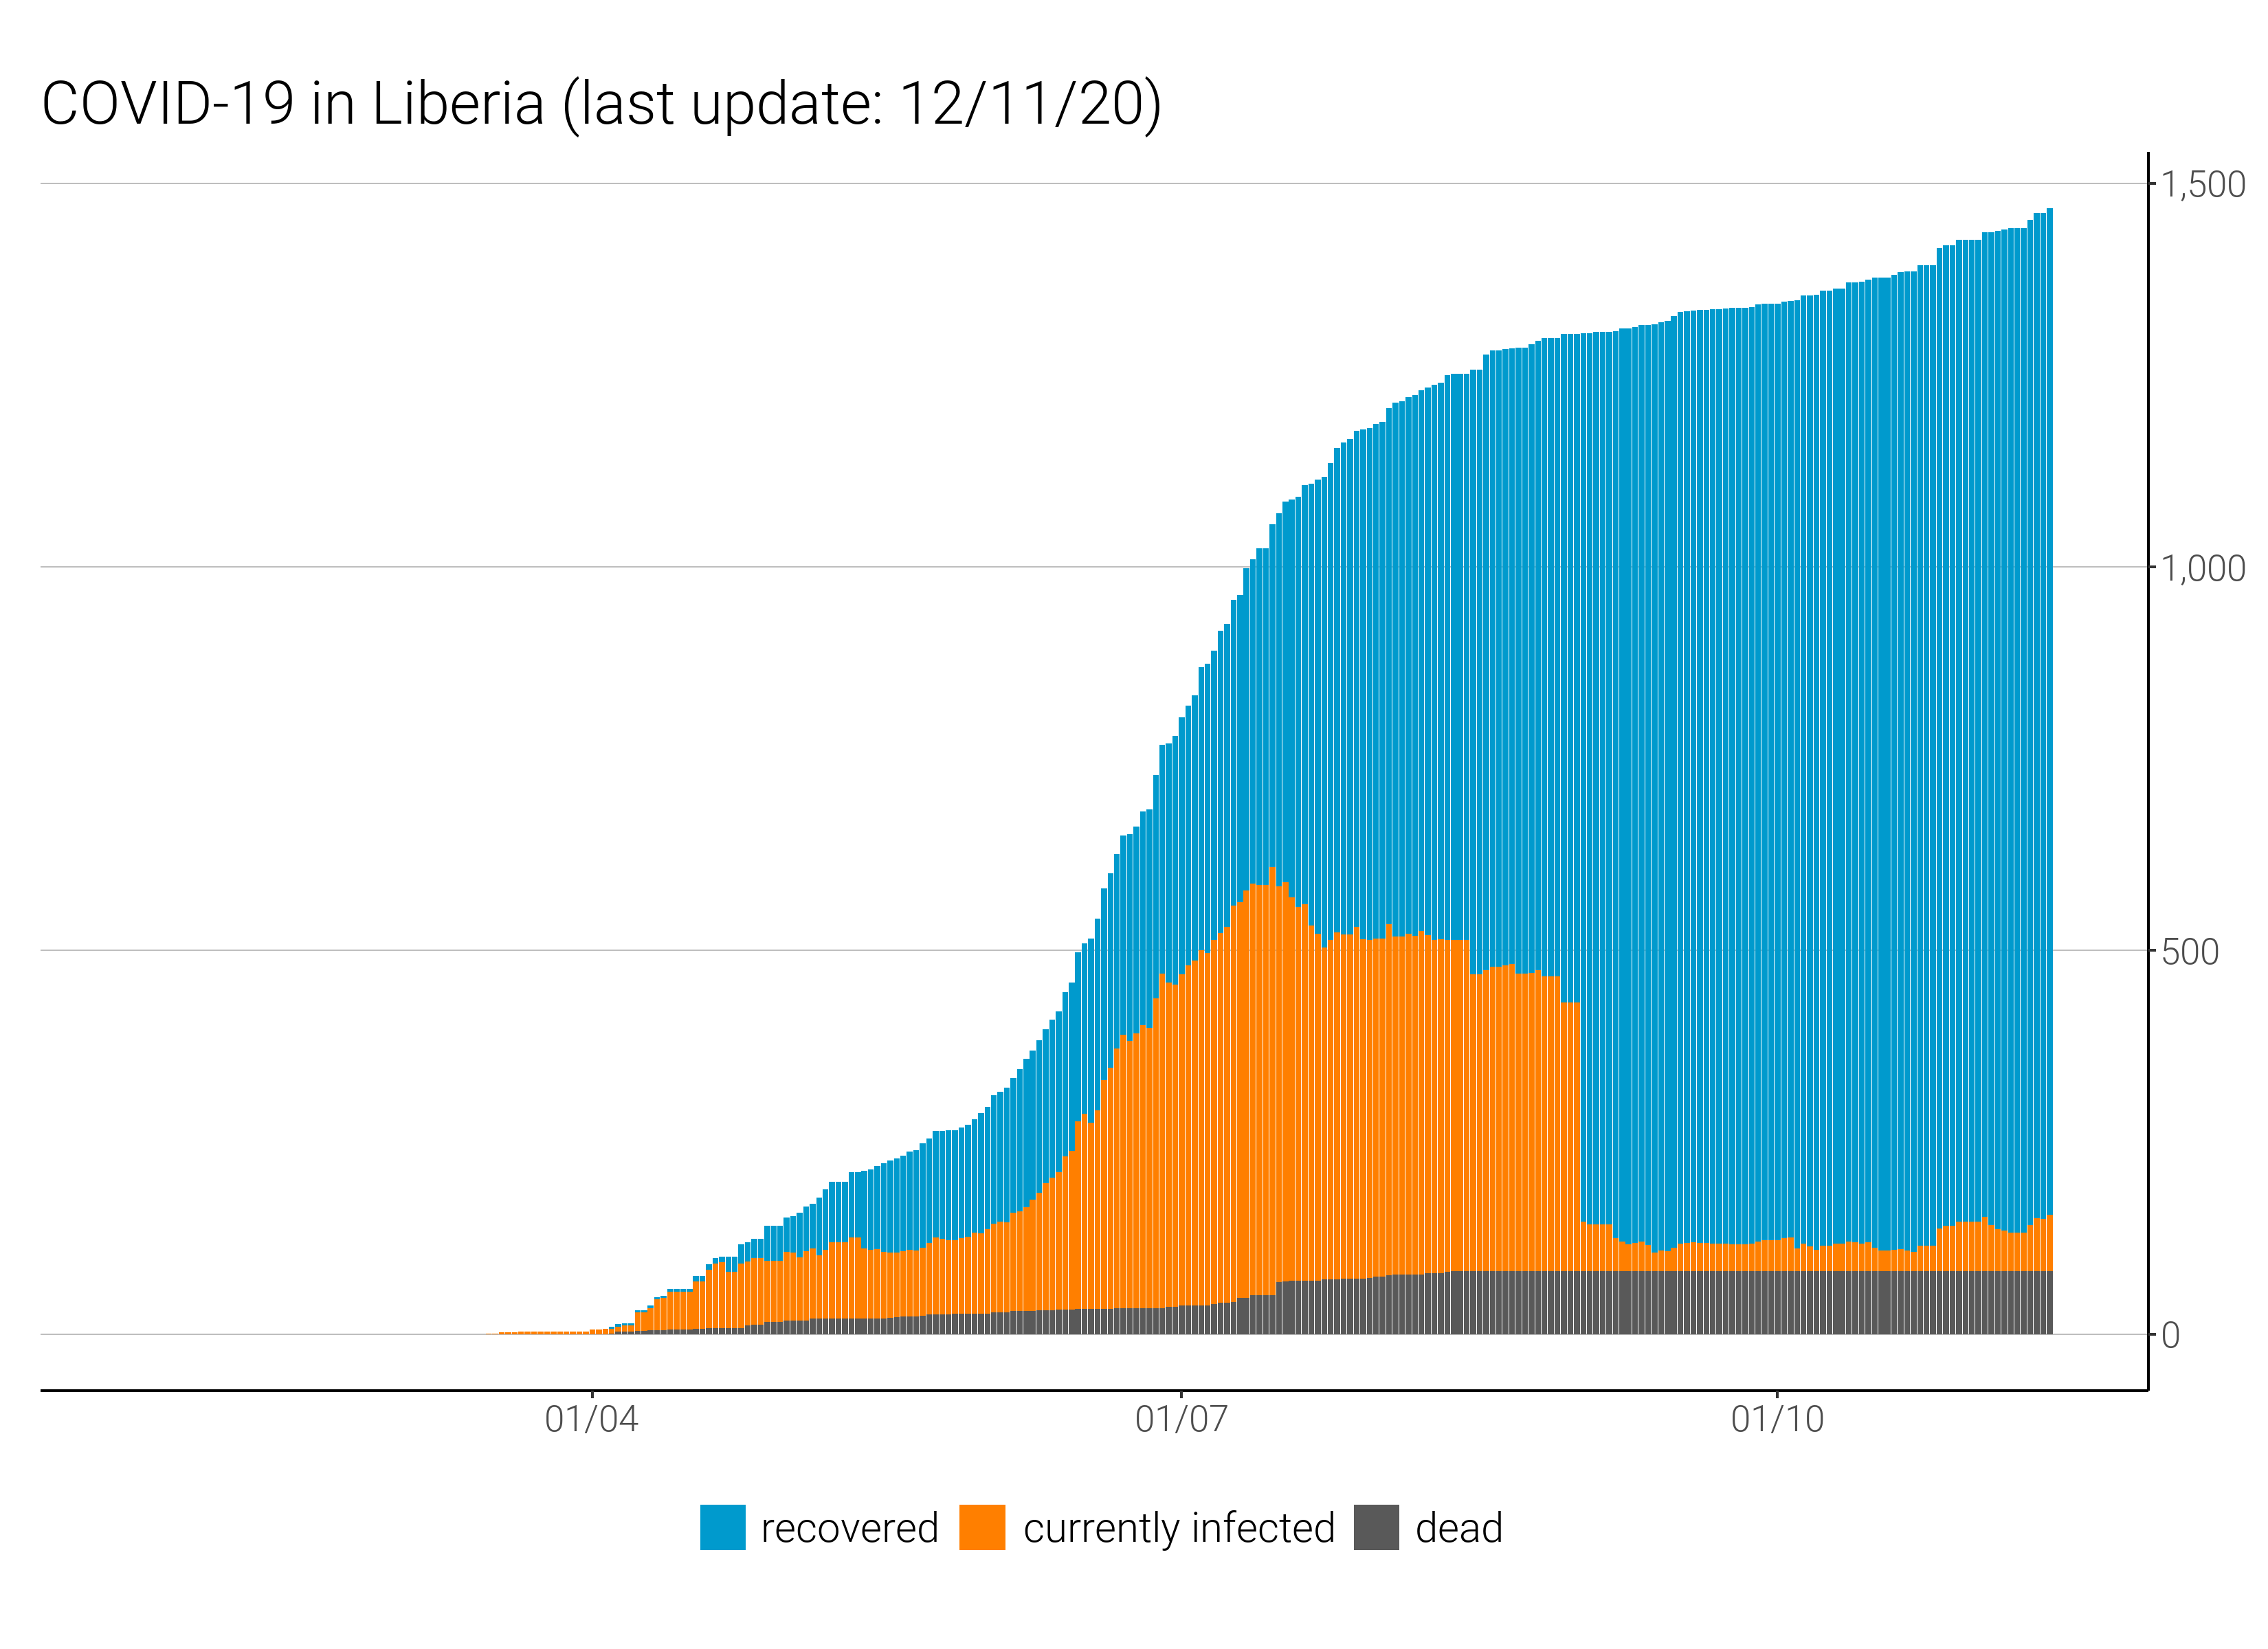 COVID-19 in Liberia (last update: 12/11/20)
1,500
1,000
500
0
01/04 01/07 01/10
recovered currently infected dead